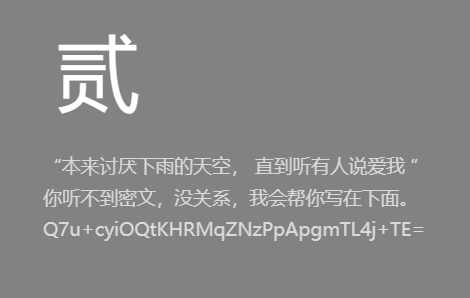 贰
“本来讨厌下雨的天空， 直到听有人说爱我 ”
你听不到密文，没关系，我会帮你写在下面。
Q7u+cyiOQtKHRMqZNzPpApgmTL4j+TE=